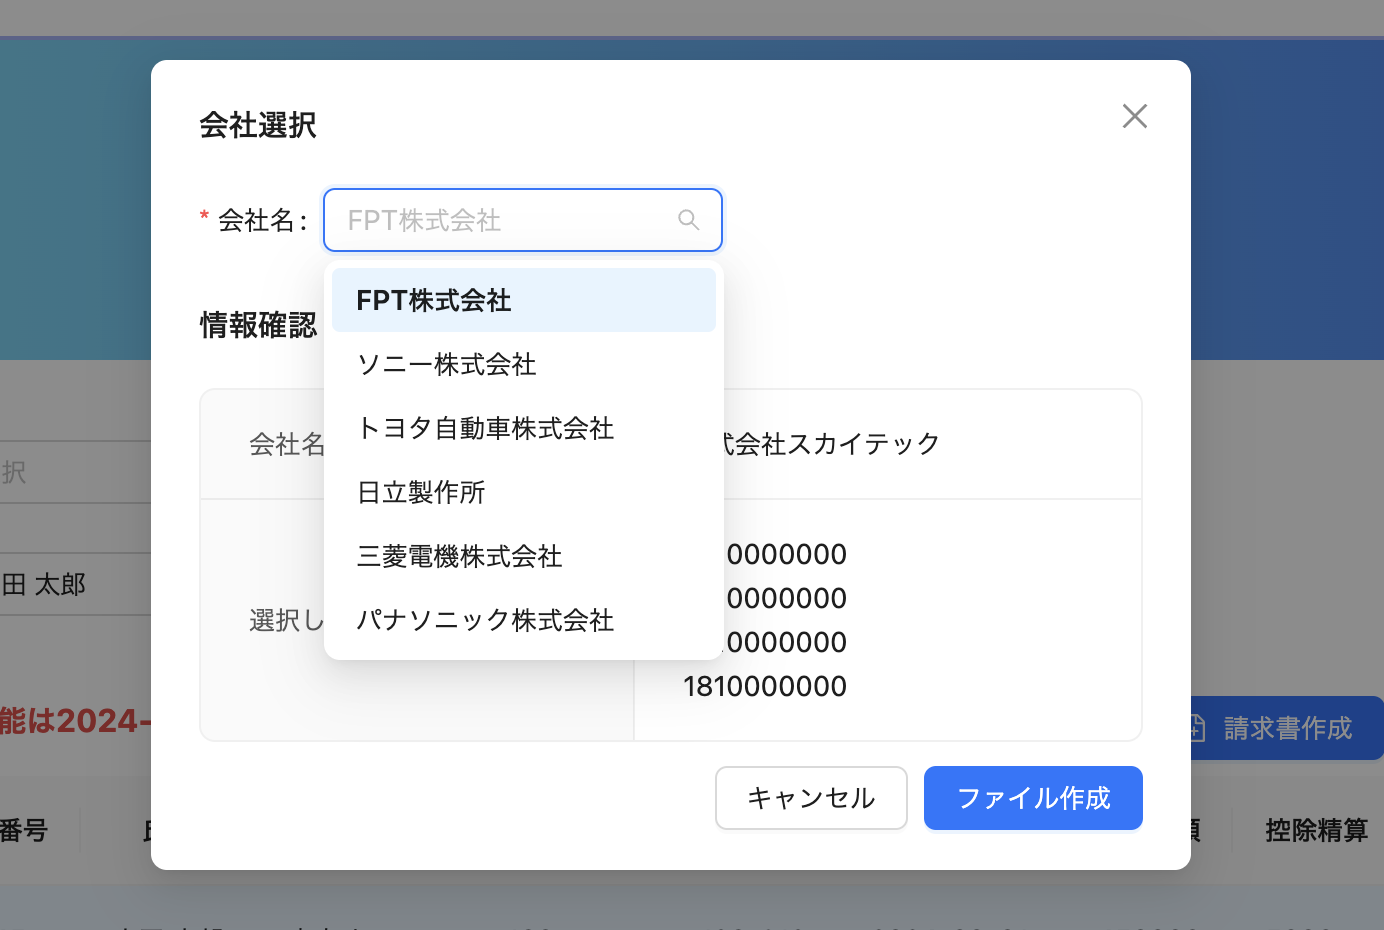 会社選択
* 会社名:
FPT株式会社
FPT株式会社
ソニー株式会社
トヨタ自動車株式会社
日立製作所
三菱電機株式会社
パナソニック株式会社
情報確認
会社名
式会社スカイテック
選択し
0000000
0000000
10000000
1810000000
キャンセル
ファイル作成
択
田 太郎
能は2024-
請求書作成
番号
控除精算